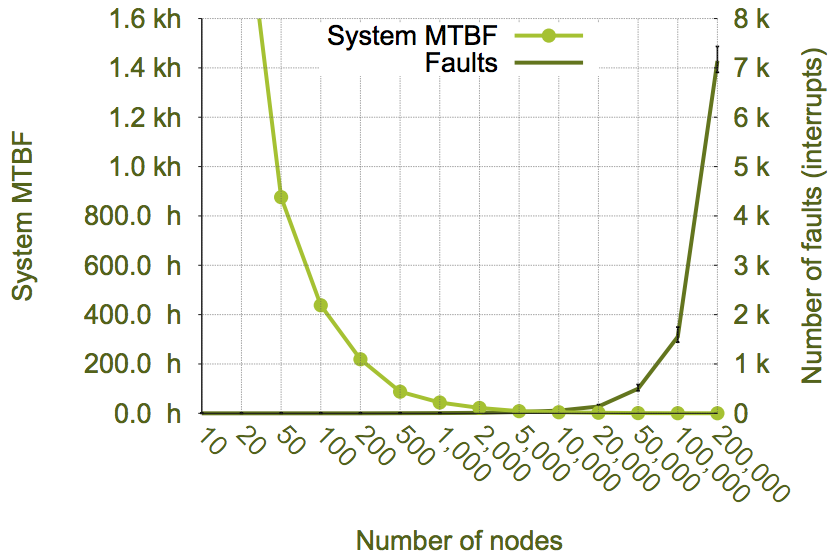 System MTBF
Faults
System MTBF
1.6 kh
1.4 kh
1.2 kh
1.0 kh
800.0 h
600.0 h
400.0 h
200.0 h
0.0 h
8 k
7 k
6 k
5 k
4 k
3 k
2 k
1 k
0
Number of faults (interrupts)
10
20
50
100
200
500
1,000
2,000
5,000
10,000
20,000
50,000
100,000
200,000
Number of nodes